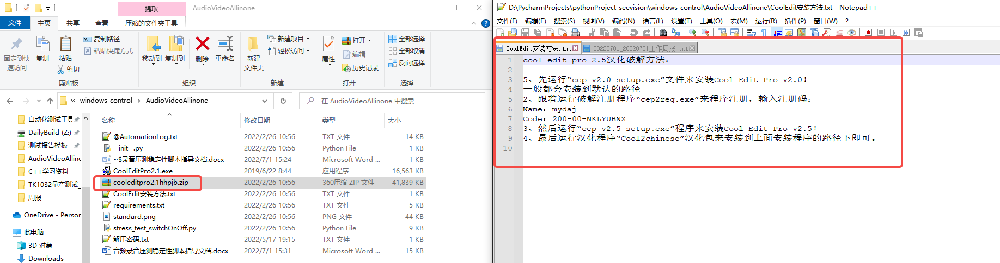 提取
AudioVideoAllinone
文件
主页
共享
查看
压缩的文件夹工具
固定到快
速访问
复制
粘贴
复制路径
粘贴快捷方式
剪切
剪贴板
移动到
复制到
删除
重命名
组织
新建
文件夹
新建项目
轻松访问
新建
属性
打开
编辑
历史记录
打开
全部选择
全部取消
反向选择
选择
« windows_control › AudioVideoAllinone
在 AudioVideoAllinone 中搜索
自动化测试工具
DailyBuild (Z:)
测试报告模板
AudioVideoAllinc
C++学习资料
TK1032量产测试
周报
OneDrive - Person
此电脑
3D 对象
Downloads
名称 修改日期 类型 大小
@AutomationLog.txt 2022/2/26 10:56 TXT 文件 14 KB
__init__.py 2022/2/26 10:56 Python File 1 KB
~$录音压测稳定性脚本指导文档.docx 2022/7/1 15:24 Microsoft Word ... 1 KB
CoolEditPro2.1.exe 2019/6/22 8:44 应用程序 16,563 KB
cooleditpro2.1hhpjb.zip 2022/2/26 10:56 360压缩 ZIP 文件 41,839 KB
CoolEdit安装方法.txt 2022/2/26 10:56 TXT 文件 1 KB
requirements.txt 2022/2/26 10:56 TXT 文件 5 KB
standard.png 2022/2/26 10:56 PNG 文件 44 KB
stress_test_switchOnOff.py 2022/2/26 10:56 Python File 9 KB
解压密码.txt 2022/5/17 19:15 TXT 文件 1 KB
音频录音压测稳定性脚本指导文档.docx 2022/7/1 15:31 Microsoft Word ... 15 KB
D:\PycharmProjects\pythonProject_seevision\windows_control\AudioVideoAllinone\CoolEdit安装方法.txt - Notepad++
文件(F) 编辑(E) 搜索(S) 视图(V) 编码(N) 语言(L) 设置(T) 工具(O) 宏(M) 运行(R) 插件(P) 窗口(W) ?
CoolEdit安装方法.txt
20220701_20220731工作周报.txt
1 cool edit pro 2.5汉化破解方法：
2
3 5、先运行“cep_v2.0 setup.exe”文件来安装Cool Edit Pro v2.0！
4 一般都会安装到默认的路径
5 2、跟着运行破解注册程序“cep2reg.exe”来程序注册，输入注册码：
6 Name: mydaj
7 Code: 200-00-NKLYUBNZ
8 3、然后运行“cep_v2.5 setup.exe”程序来安装Cool Edit Pro v2.5！
9 4、最后运行汉化程序“Cool2chinese”汉化包来安装到上面安装程序的路径下即可。
10